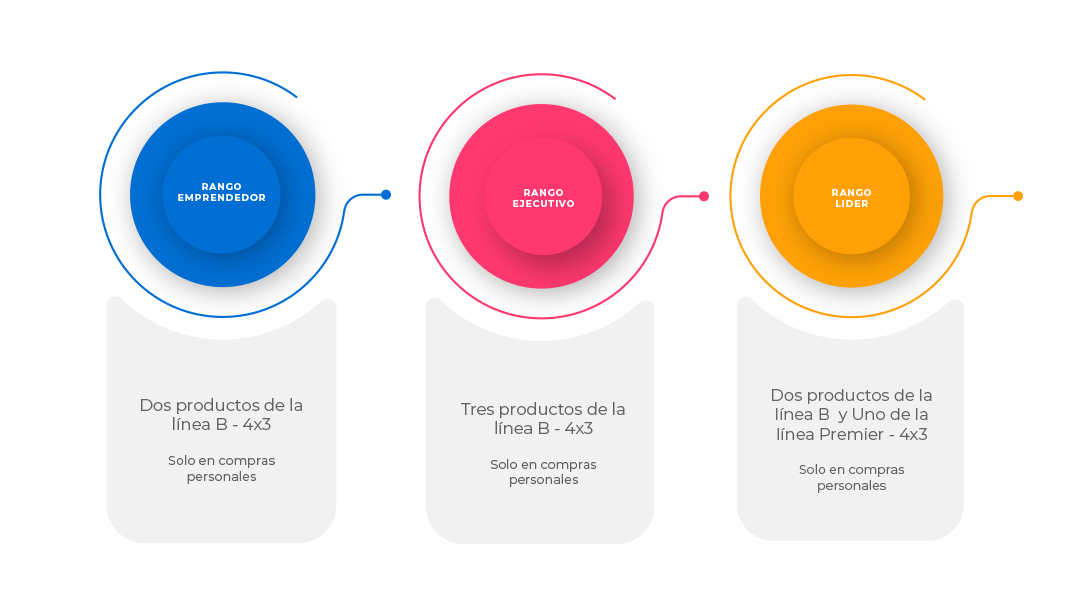 RANGO
EMPRENDEDOR
Dos productos de la
línea B - 4x3
Solo en compras
personales
RANGO
EJECUTIVO
Tres productos de la
línea B - 4x3
Solo en compras
personales
RANGO
LIDER
Dos productos de la
línea B  y Uno de la
línea Premier - 4x3
Solo en compras
personales